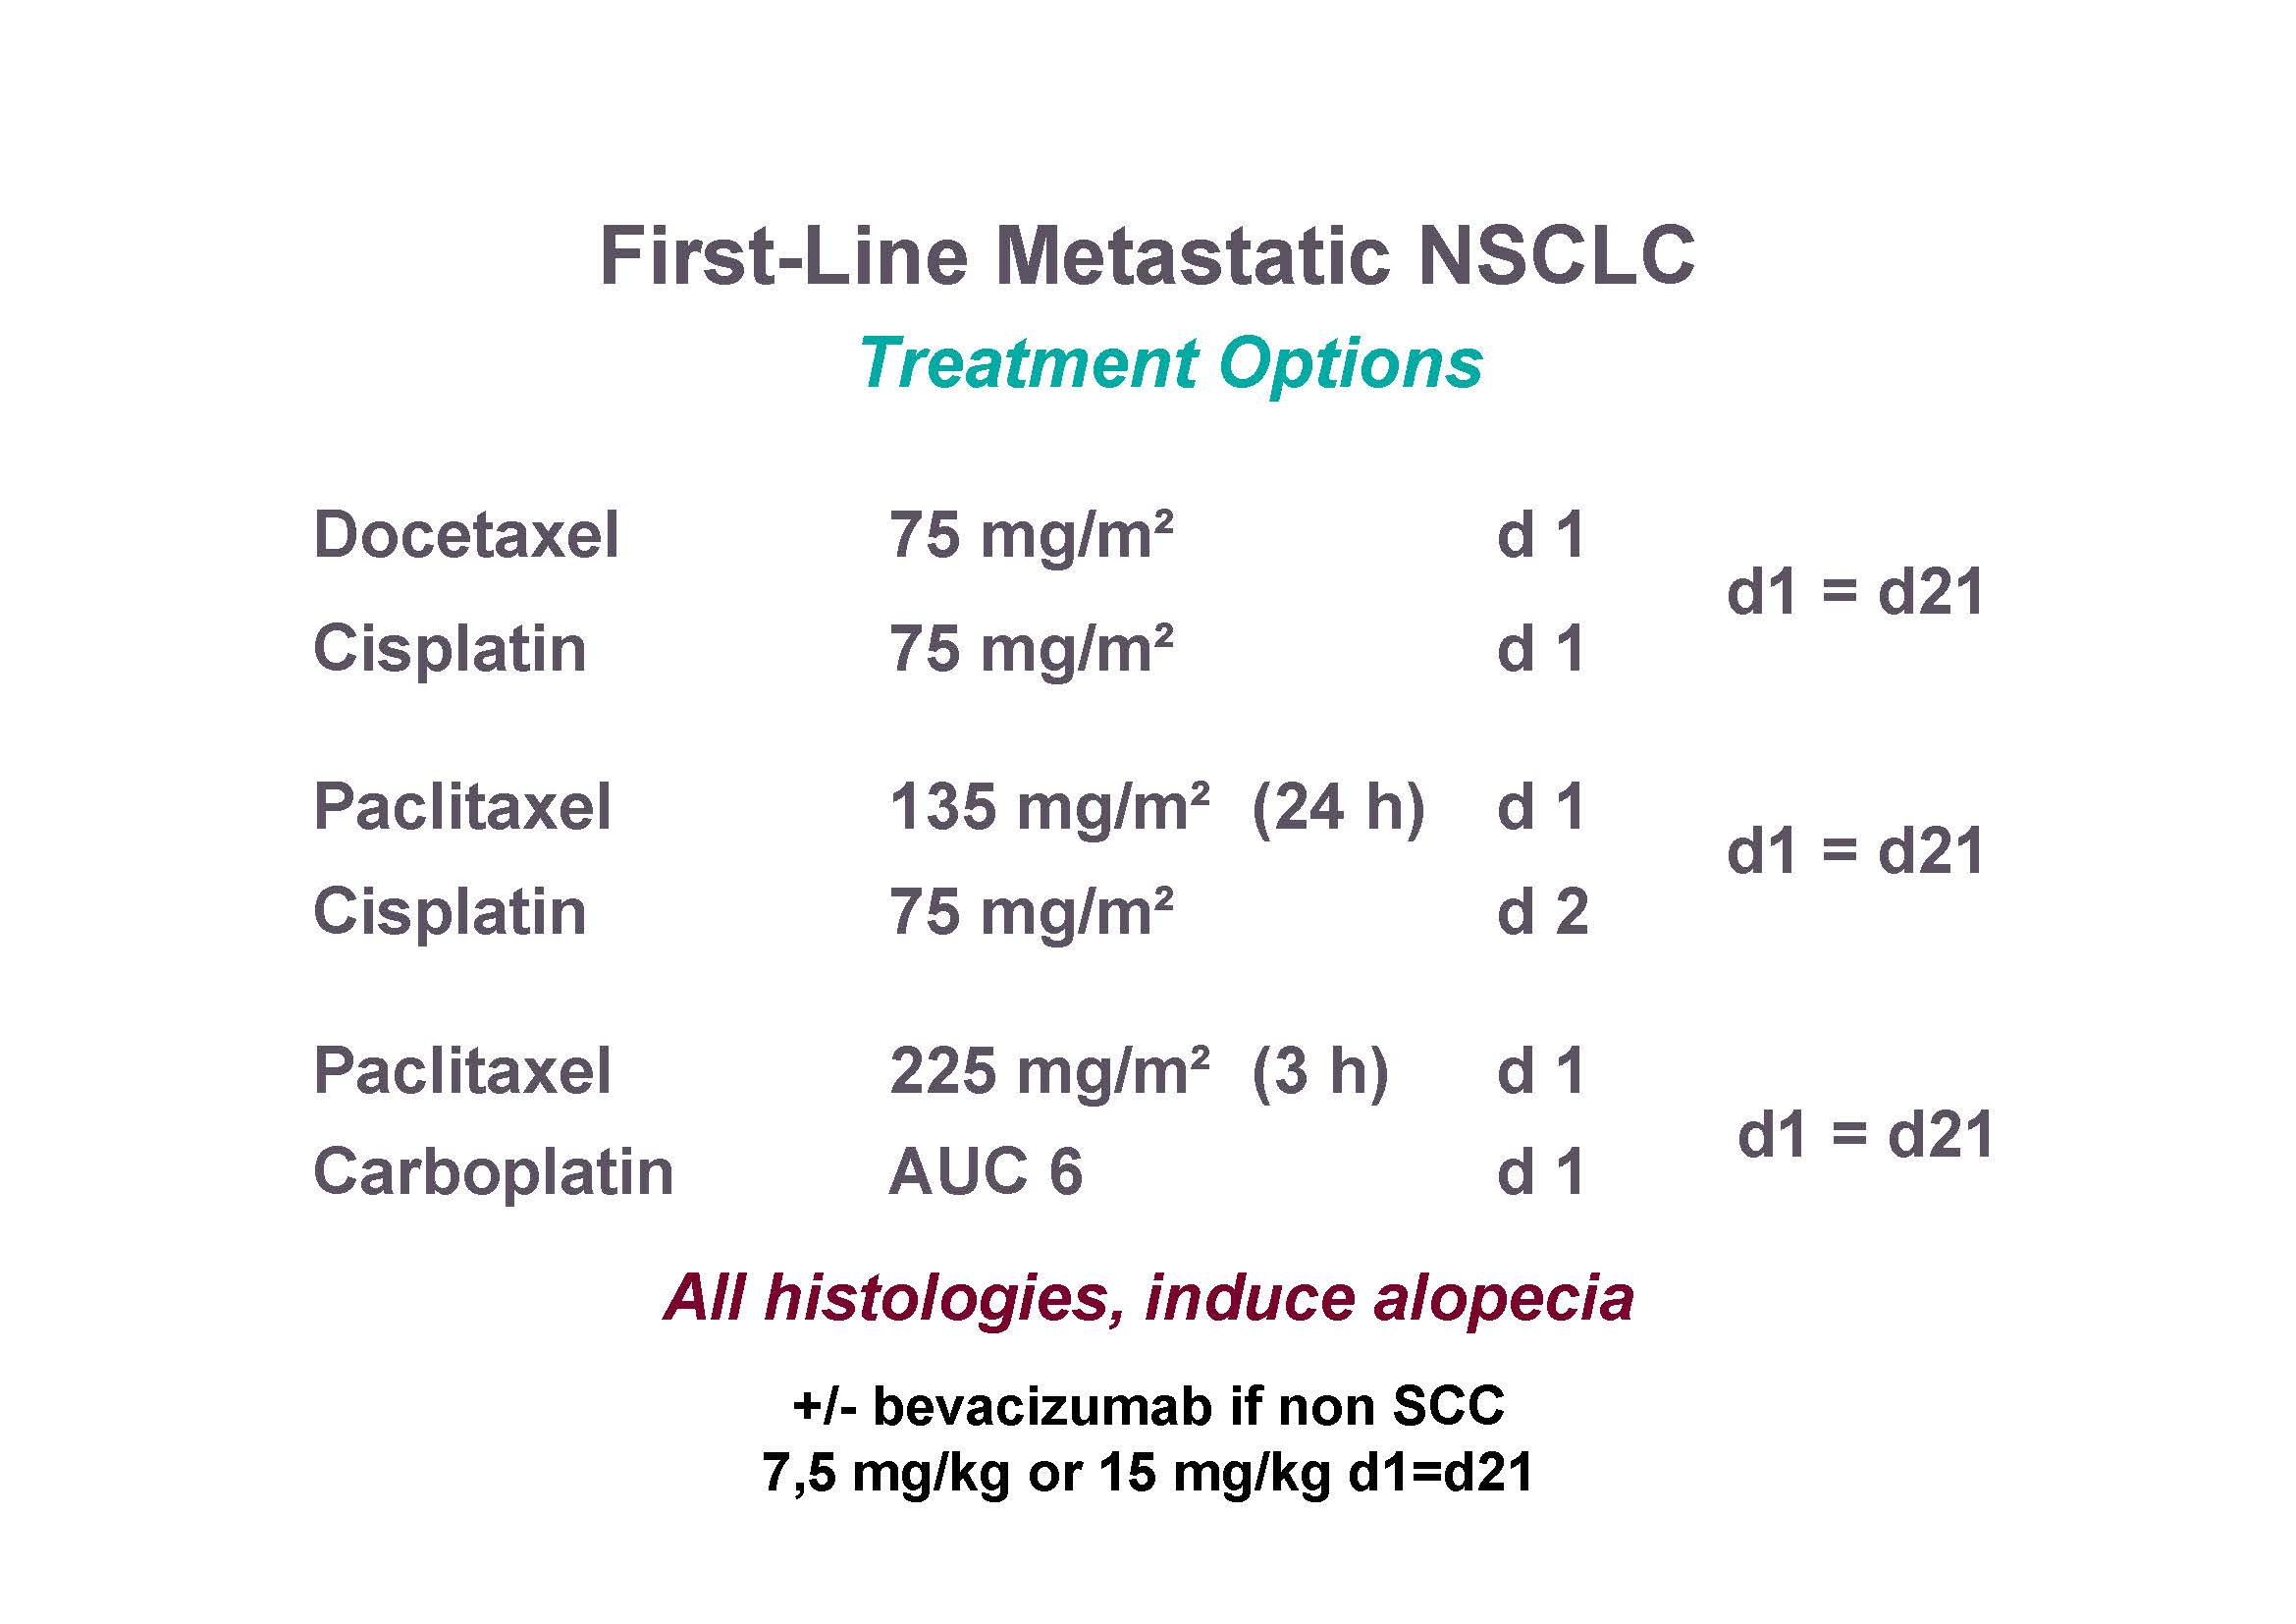 First-Line Metastatic NSCLC
Treatment Options
Docetaxel 75 mg/m² d 1
d1 = d21
Cisplatin 75 mg/m² d 1
Paclitaxel 135 mg/m² (24 h) d 1
d1 = d21
Cisplatin 75 mg/m² d 2
Paclitaxel 225 mg/m² (3 h) d 1
d1 = d21
Carboplatin AUC 6 d 1
All histologies, induce alopecia
+/- bevacizumab if non SCC
7,5 mg/kg or 15 mg/kg d1=d21